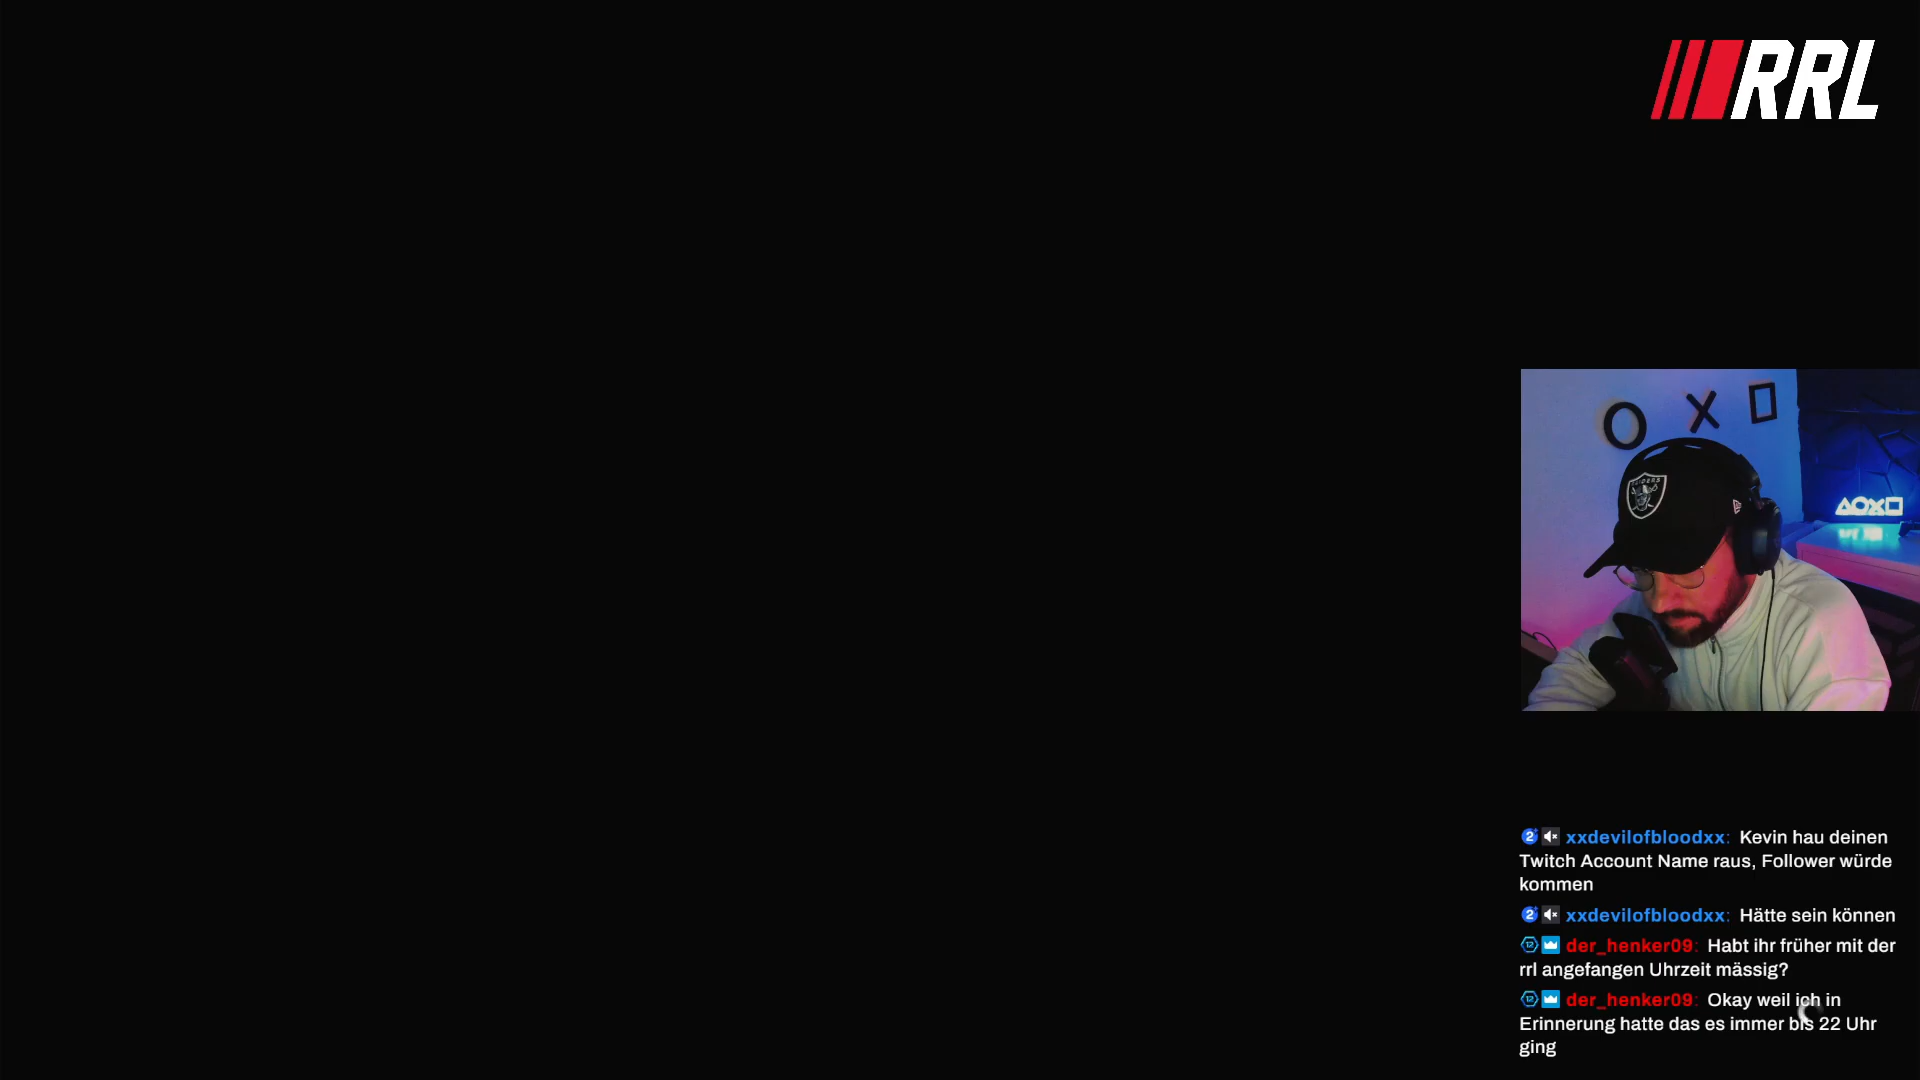 RRL
RAIDERS
xxdevilofbloodxx: Kevin hau deinen
Twitch Account Name raus, Follower würde
kommen
xxdevilofbloodxx: Hätte sein können
der_henker09: Habt ihr früher mit der
rrl angefangen Uhrzeit mässig?
der_henker09: Okay weil ich in
Erinnerung hatte das es immer bis 22 Uhr
ging